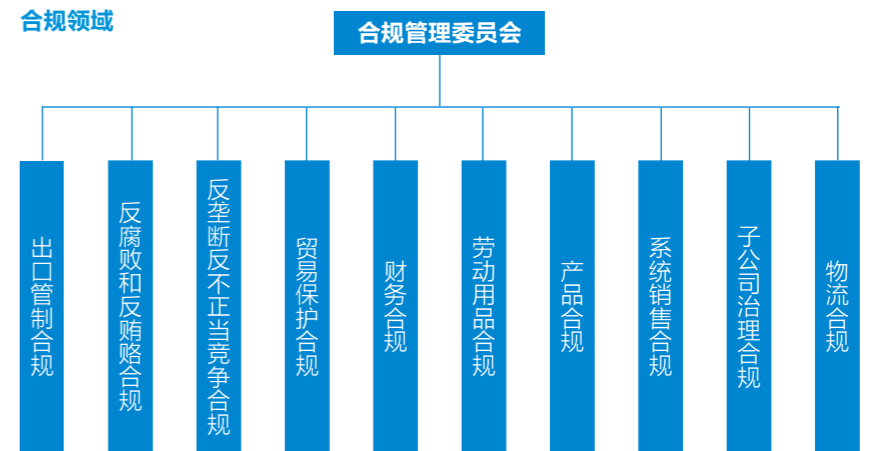 合规领域
合规管理委员会
出口管制合规
反腐败和反贿赂合规
反垄断反不正当竞争合规
贸易保护合规
财务合规
劳动用品合规
产品合规
系统销售合规
子公司治理合规
物流合规